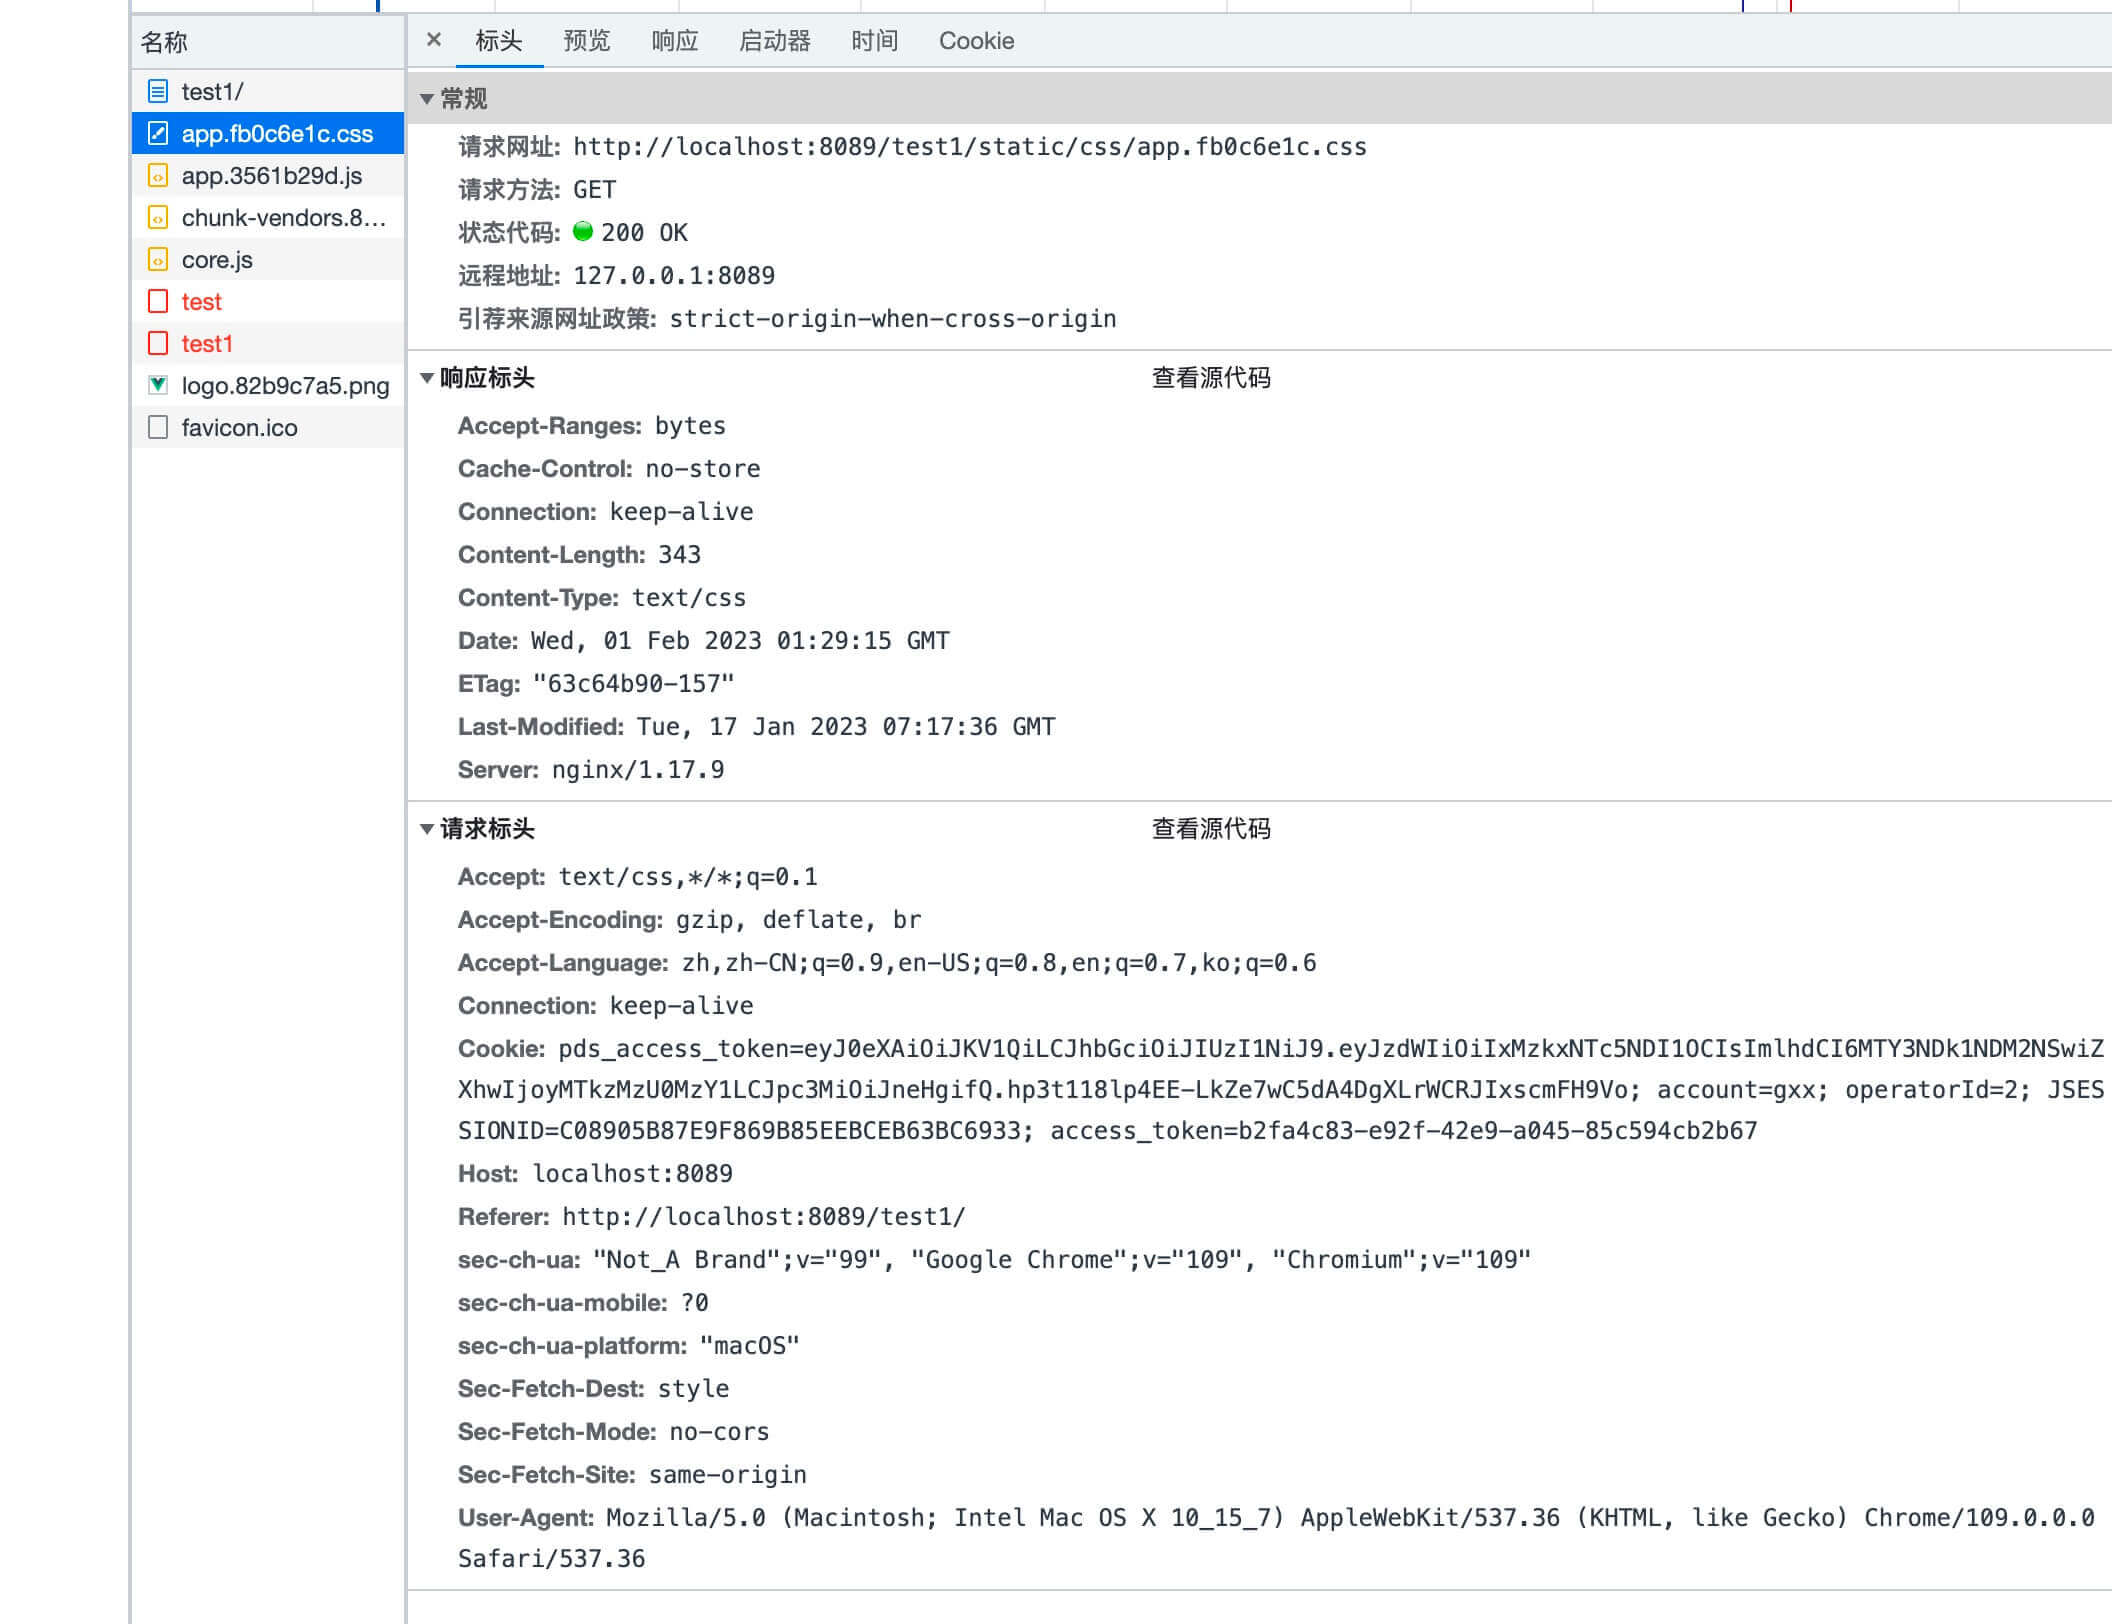 名称
test1/
app.fb0c6e1c.css
app.3561b29d.js
chunk-vendors.8...
core.js
test
test1
logo.82b9c7a5.png
favicon.ico
× 标头 预览 响应 启动器 时间 Cookie
常规
请求网址: http://localhost:8089/test1/static/css/app.fb0c6e1c.css
请求方法: GET
状态代码: 200 OK
远程地址: 127.0.0.1:8089
引荐来源网址政策: strict-origin-when-cross-origin
响应标头 查看源代码
Accept-Ranges: bytes
Cache-Control: no-store
Connection: keep-alive
Content-Length: 343
Content-Type: text/css
Date: Wed, 01 Feb 2023 01:29:15 GMT
ETag: "63c64b90-157"
Last-Modified: Tue, 17 Jan 2023 07:17:36 GMT
Server: nginx/1.17.9
请求标头 查看源代码
Accept: text/css,*/*;q=0.1
Accept-Encoding: gzip, deflate, br
Accept-Language: zh,zh-CN;q=0.9,en-US;q=0.8,en;q=0.7,ko;q=0.6
Connection: keep-alive
Cookie: pds_access_token=eyJ0eXAiOiJKV1QiLCJhbGciOiJIUzI1NiJ9.eyJzdWIiOiIxMzkxNTc5NDI1OCIsImlhdCI6MTY3NDk1NDM2NSwiZ
XhwIjoyMTkzMzU0MzY1LCJpc3MiOiJneHgifQ.hp3t118lp4EE-LkZe7wC5dA4DgXLrWCRJIxscmFH9Vo; account=gxx; operatorId=2; JSES
SIONID=C08905B87E9F869B85EEBCEB63BC6933; access_token=b2fa4c83-e92f-42e9-a045-85c594cb2b67
Host: localhost:8089
Referer: http://localhost:8089/test1/
sec-ch-ua: "Not_A Brand";v="99", "Google Chrome";v="109", "Chromium";v="109"
sec-ch-ua-mobile: ?0
sec-ch-ua-platform: "macOS"
Sec-Fetch-Dest: style
Sec-Fetch-Mode: no-cors
Sec-Fetch-Site: same-origin
User-Agent: Mozilla/5.0 (Macintosh; Intel Mac OS X 10_15_7) AppleWebKit/537.36 (KHTML, like Gecko) Chrome/109.0.0.0
Safari/537.36